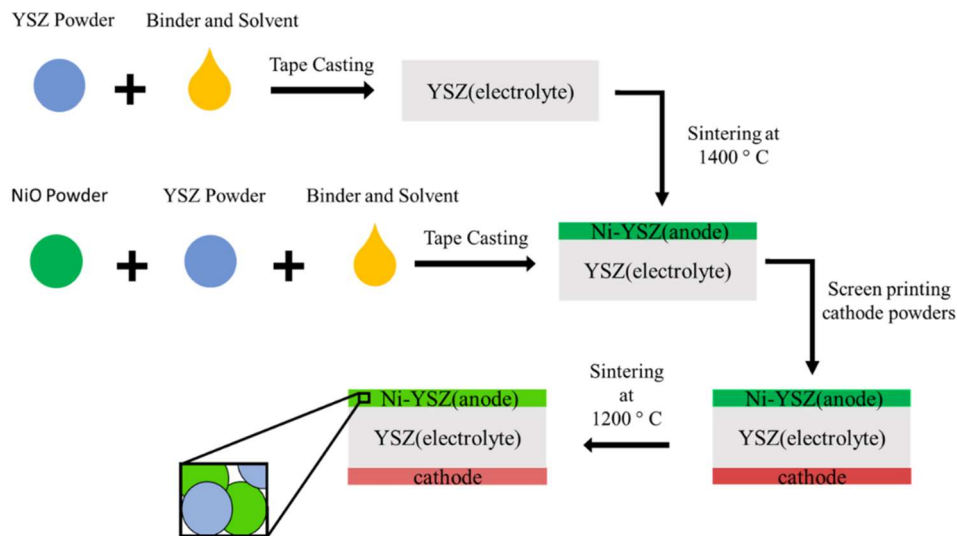 YSZ Powder
Binder and Solvent
Tape Casting
YSZ(electrolyte)
Sintering at
1400 ° C
NiO Powder
YSZ Powder
Binder and Solvent
Tape Casting
Ni-YSZ(anode)
YSZ(electrolyte)
Screen printing
cathode powders
Ni-YSZ(anode)
YSZ(electrolyte)
cathode
Sintering
at
1200 ° C
Ni-YSZ(anode)
YSZ(electrolyte)
cathode